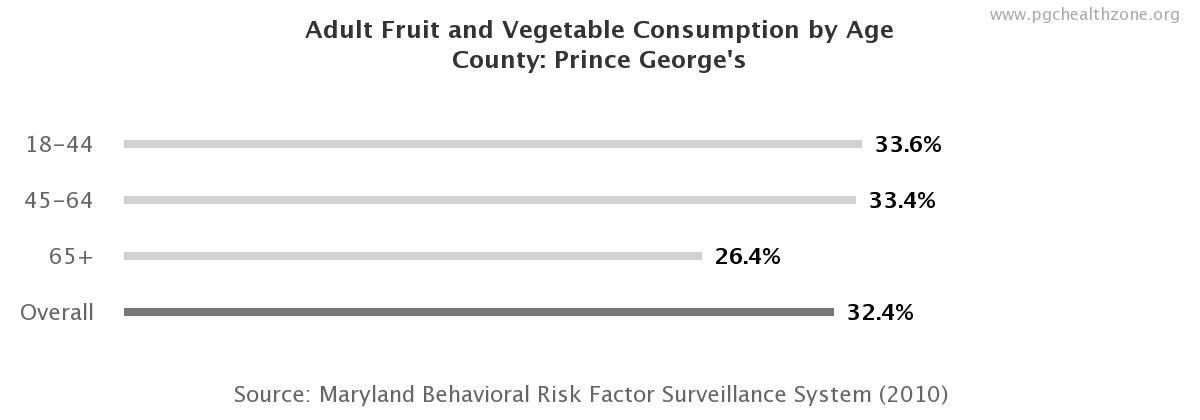 www.pgchealthzone.org
Adult Fruit and Vegetable Consumption by Age
County: Prince George's
18-44 33.6%
45-64 33.4%
65+ 26.4%
Overall 32.4%
Source: Maryland Behavioral Risk Factor Surveillance System (2010)